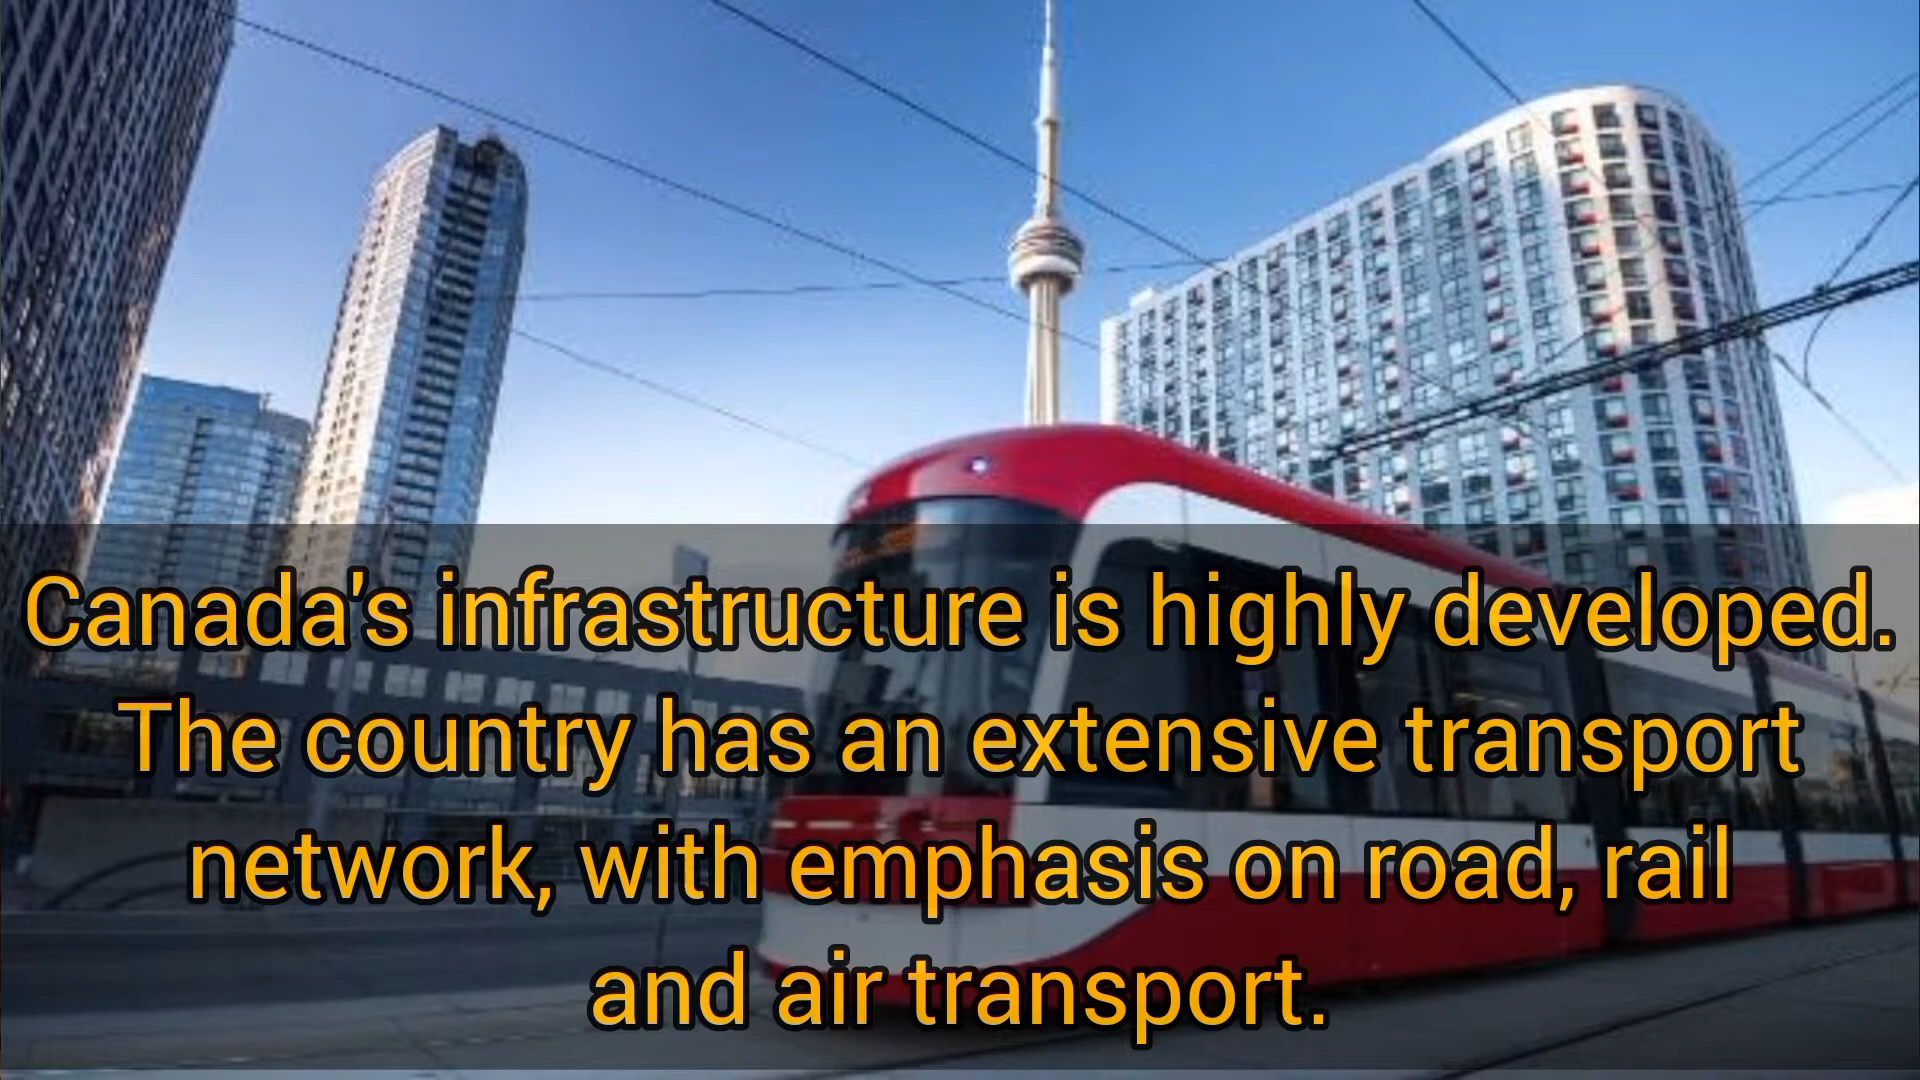 Canada's infrastructure is highly developed.
The country has an extensive transport
network, with emphasis on road, rail
and air transport.